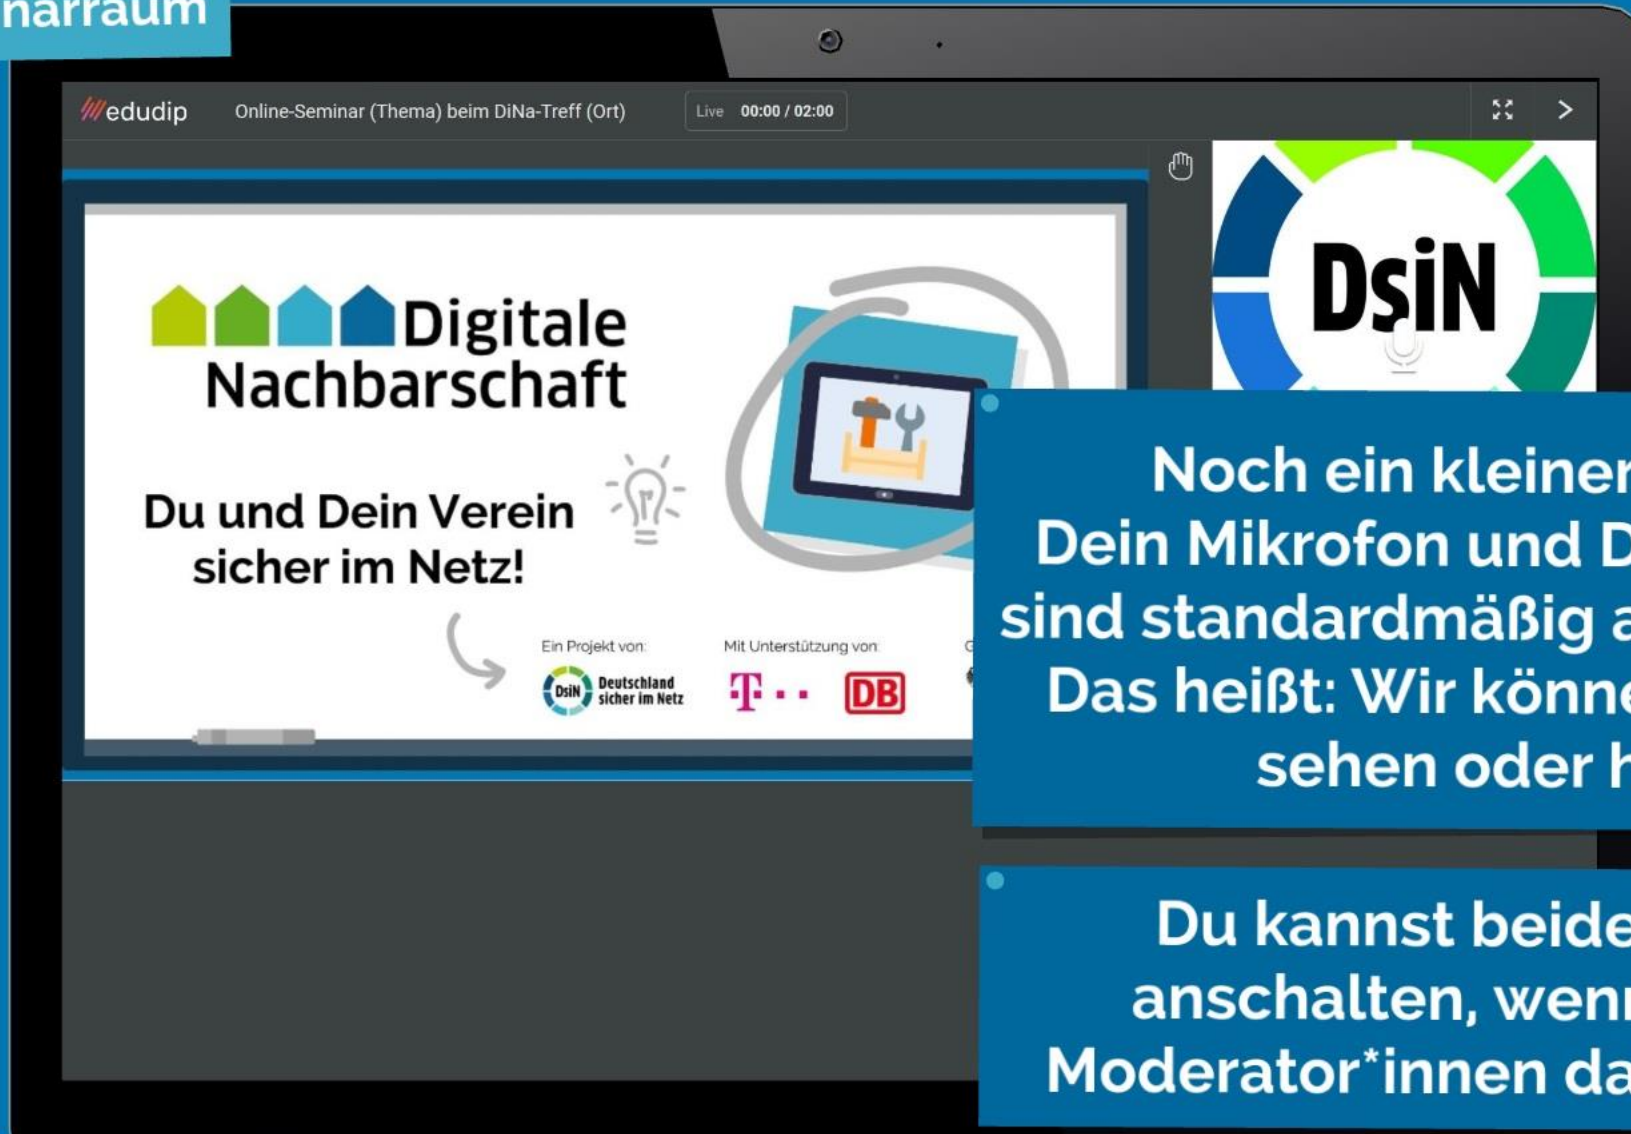 narraum
edudip
Online-Seminar (Thema) beim DiNa-Treff (Ort)
Live 00:00 / 02:00
Digitale
Nachbarschaft
Du und Dein Verein
sicher im Netz!
Ein Projekt von:
DsiN Deutschland
sicher im Netz
Mit Unterstützung von:
T
DB
DsiN
Noch ein kleiner
Dein Mikrofon und D
sind standardmäßig a
Das heißt: Wir könne
sehen oder h
Du kannst beide
anschalten, wenn
Moderator*innen da